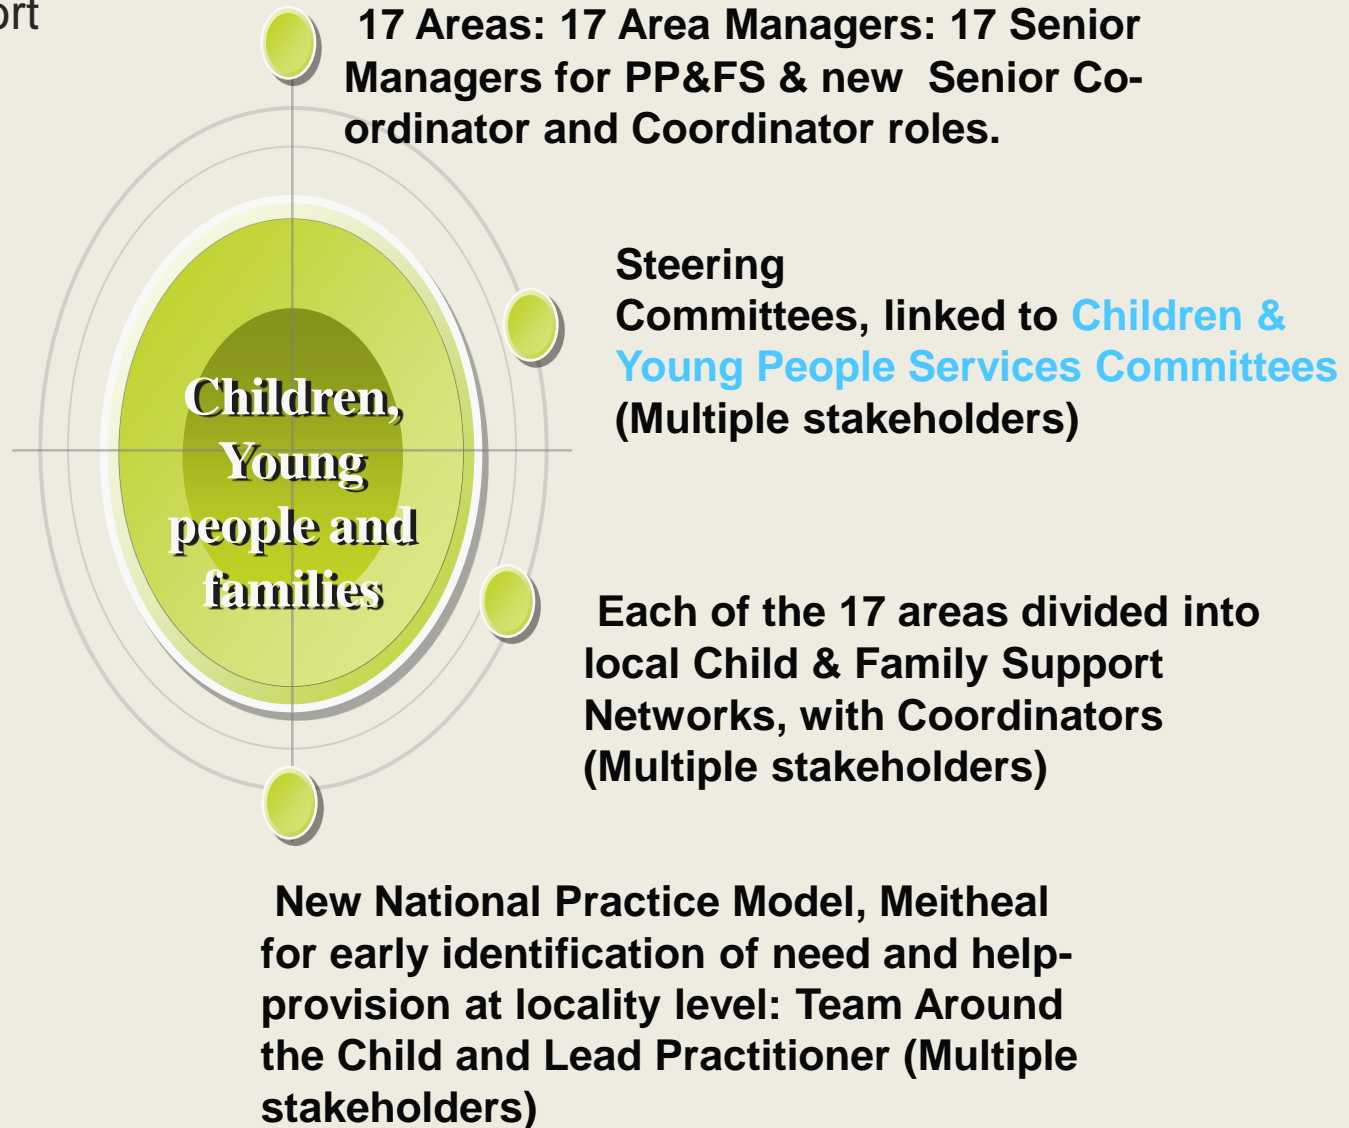 17 Areas: 17 Area Managers: 17 Senior
Managers for PP&FS & new Senior Co-
ordinator and Coordinator roles.
Steering
Committees, linked to Children &
Young People Services Committees
(Multiple stakeholders)
Children,
Young
people and
families
Each of the 17 areas divided into
local Child & Family Support
Networks, with Coordinators
(Multiple stakeholders)
New National Practice Model, Meitheal
for early identification of need and help-
provision at locality level: Team Around
the Child and Lead Practitioner (Multiple
stakeholders)